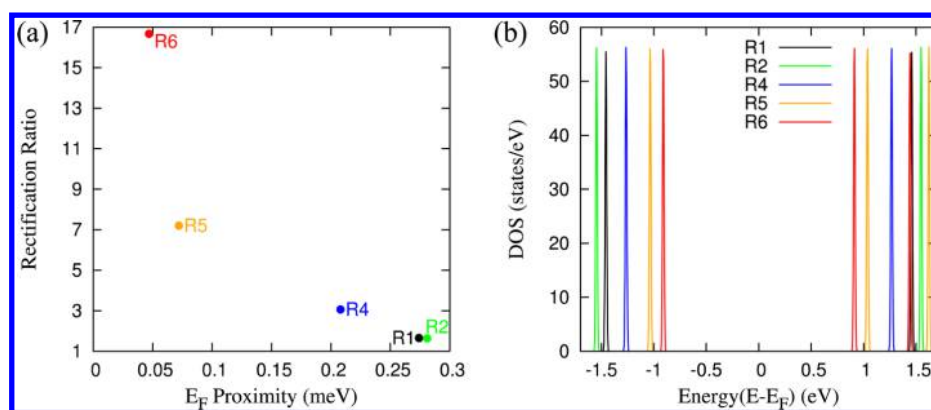 (a)
17
15
13
11
9
7
5
3
1
Rectification Ratio
R6
R5
R4
R1
R2
0 0.05 0.1 0.15 0.2 0.25 0.3
EF Proximity (meV)
(b)
60
50
40
30
20
10
0
DOS (states/eV)
R1
R2
R4
R5
R6
-1.5 -1 -0.5 0 0.5 1 1.5
Energy(E-EF) (eV)